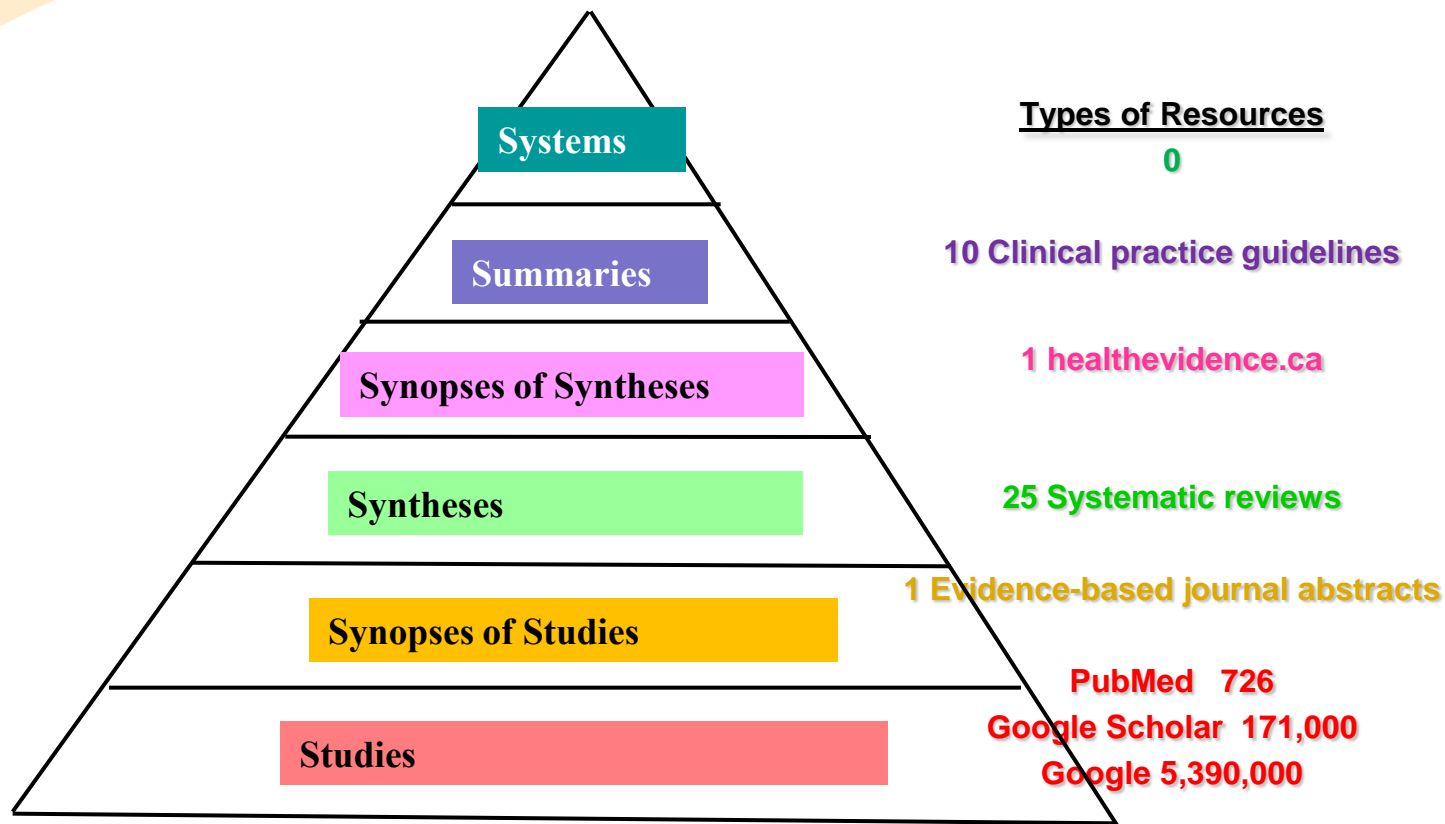 Types of Resources
Systems
0
Summaries
10 Clinical practice guidelines
Synopses of Syntheses
1 healthevidence.ca
Syntheses
25 Systematic reviews
1 Evidence-based journal abstracts
Synopses of Studies
PubMed 726
Google Scholar 171,000
Studies
Google 5,390,000